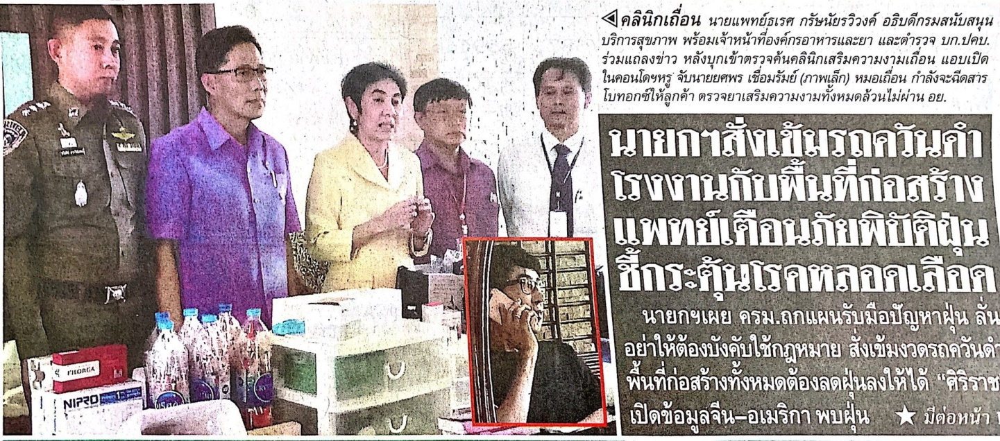 คลินิกเถื่อน นายแพทย์ธเรศ กรัษนัยรวิวงค์ อธิบดีกรมสนับสนุน
บริการสุขภาพ พร้อมเจ้าหน้าที่องค์กรอาหารและยา และตำรวจ บก.ปคบ.
ร่วมแถลงข่าว หลังบุกเข้าตรวจค้นคลินิกเสริมความงามเถื่อน แอบเปิด
ในคอนโดฯหรู จับนายยศพร เชื่อมรัมย์ (ภาพเล็ก) หมอเถื่อน กำลังจะฉีดสาร
โบทอกซ์ให้ลูกค้า ตรวจยาเสริมความงามทั้งหมดล้วนไม่ผ่าน อย.
นายกฯสั่งเข้มรถควันดำ
โรงงานกับพื้นที่ก่อสร้าง
แพทย์เตือนภัยพิบัติฝุ่น
ชี้กระตุ้นโรคหลอดเลือด
นายกฯเผย ครม.ถกแผนรับมือปัญหาฝุ่น ลั่น
อย่าให้ต้องบังคับใช้กฎหมาย สั่งเข้มงวดรถควันดำ
พื้นที่ก่อสร้างทั้งหมดต้องลดฝุ่นลงให้ได้ “ศิริราช
เปิดข้อมูลจีน–อเมริกา พบฝุ่น ★ มีต่อหน้า
FILORGA
NIPRO